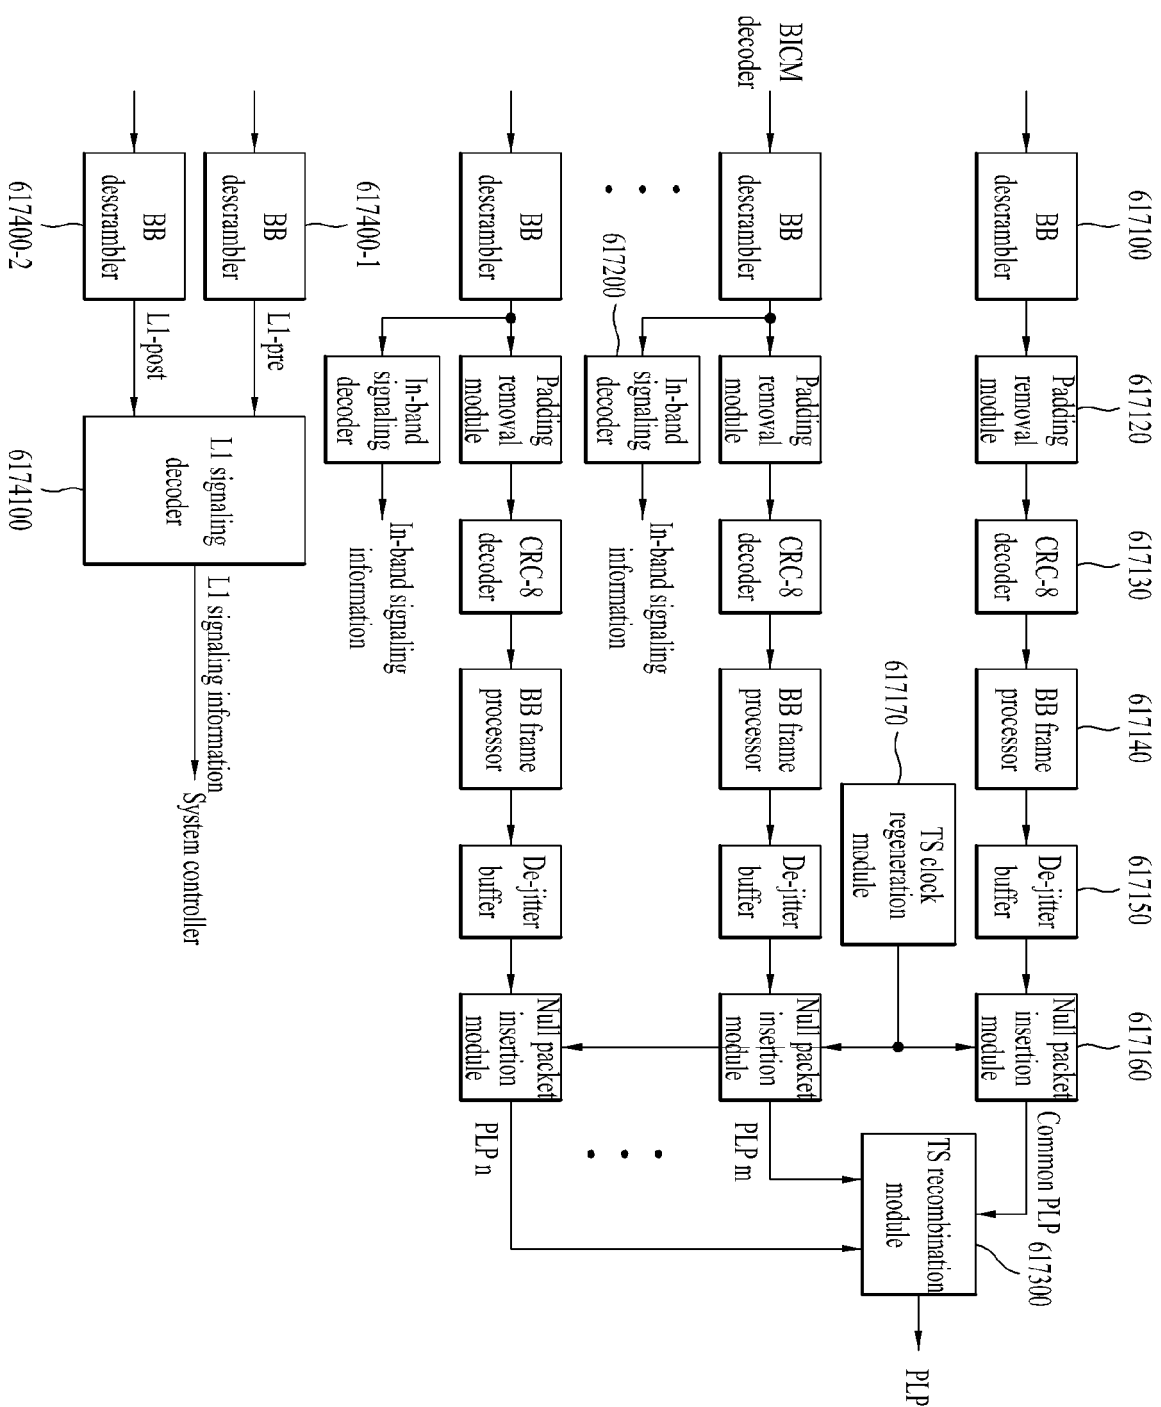 617100
617120
617130
617140
617150
617160
BB
descrambler
Padding
removal
module
CRC-8
decoder
BB frame
processor
De-jitter
buffer
Null packet
insertion
module
Common PLP
617300
617170
TS clock
regeneration
module
TS recombination
module
PLP
BICM
decoder
BB
descrambler
Padding
removal
module
CRC-8
decoder
BB frame
processor
De-jitter
buffer
Null packet
insertion
module
PLP m
617200
In-band
signaling
decoder
In-band signaling
information
BB
descrambler
Padding
removal
module
CRC-8
decoder
BB frame
processor
De-jitter
buffer
Null packet
insertion
module
PLP n
In-band
signaling
decoder
In-band signaling
information
617400-1
BB
descrambler
L1-pre
BB
descrambler
L1-post
617400-2
L1 signaling
decoder
6174100
L1 signaling information
System controller